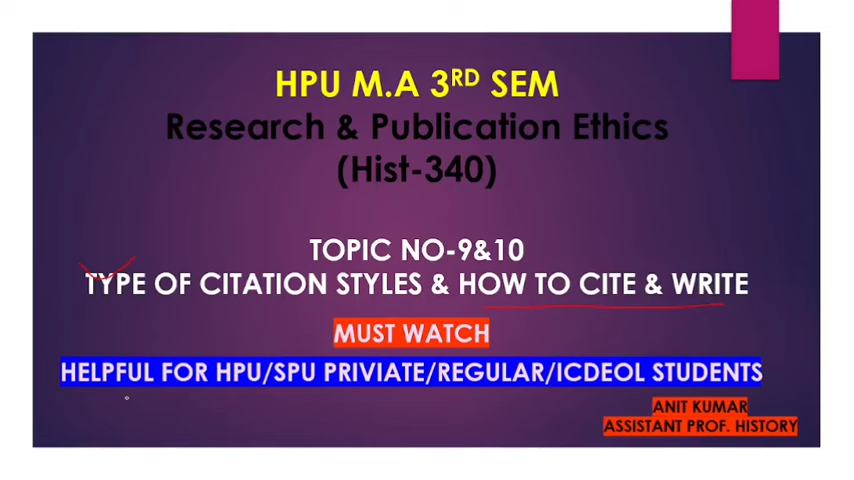 HPU M.A 3RD SEM
Research & Publication Ethics
(Hist-340)
TOPIC NO-9&10
TYPE OF CITATION STYLES & HOW TO CITE & WRITE
MUST WATCH
HELPFUL FOR HPU/SPU PRIVIATE/REGULAR/ICDEOL STUDENTS
ANIT KUMAR
ASSISTANT PROF. HISTORY